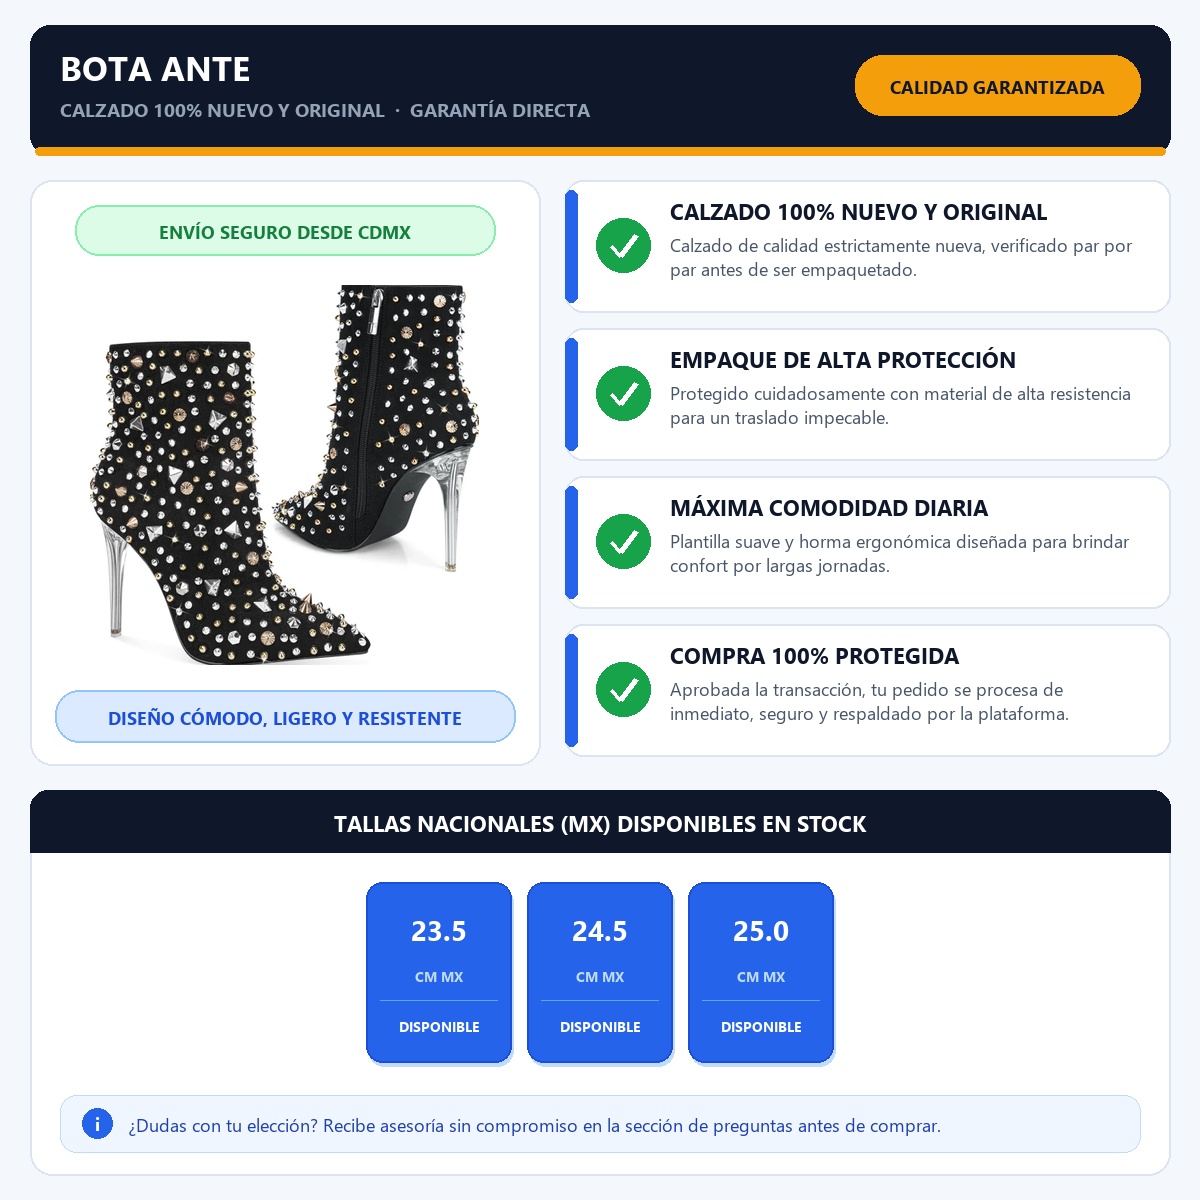 BOTA ANTE
CALZADO 100% NUEVO Y ORIGINAL · GARANTÍA DIRECTA
CALIDAD GARANTIZADA
ENVÍO SEGURO DESDE CDMX
DISEÑO CÓMODO, LIGERO Y RESISTENTE
CALZADO 100% NUEVO Y ORIGINAL
Calzado de calidad estrictamente nueva, verificado par por
par antes de ser empaquetado.
EMPAQUE DE ALTA PROTECCIÓN
Protegido cuidadosamente con material de alta resistencia
para un traslado impecable.
MÁXIMA COMODIDAD DIARIA
Plantilla suave y horma ergonómica diseñada para brindar
confort por largas jornadas.
COMPRA 100% PROTEGIDA
Aprobada la transacción, tu pedido se procesa de
inmediato, seguro y respaldado por la plataforma.
TALLAS NACIONALES (MX) DISPONIBLES EN STOCK
23.5
CM MX
DISPONIBLE
24.5
CM MX
DISPONIBLE
25.0
CM MX
DISPONIBLE
¿Dudas con tu elección? Recibe asesoría sin compromiso en la sección de preguntas antes de comprar.